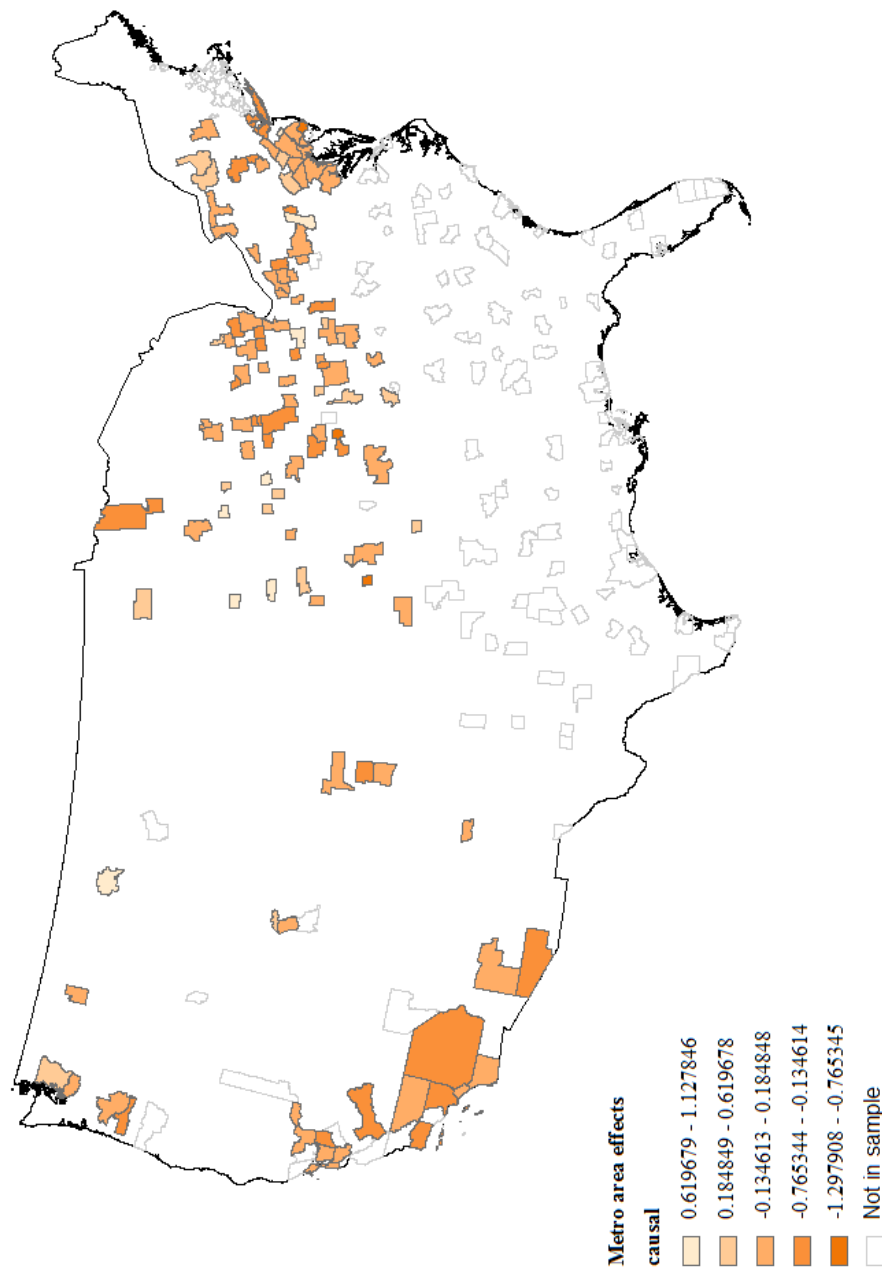 Metro area effects
causal
0.619679 - 1.127846
0.184849 - 0.619678
-0.134613 - 0.184848
-0.765344 - -0.134614
-1.297908 - -0.765345
Not in sample